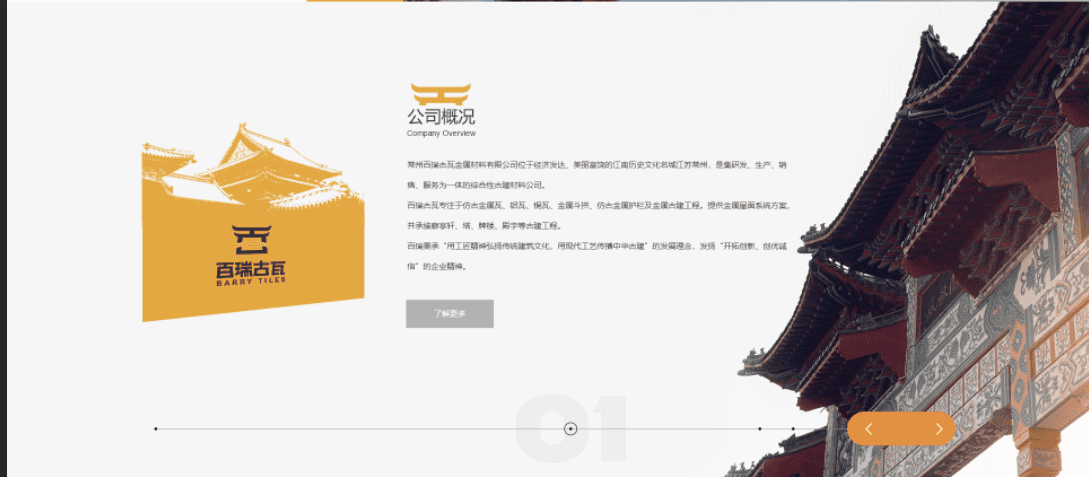 公司概况
Company Overview
常州百瑞古瓦金属材料有限公司位于经济发达、美丽富饶的江南历史文化名城江苏常州，是集研发、生产、销
售、服务为一体的综合性古建材料公司。
百瑞古瓦专注于仿古金属瓦、铝瓦、铜瓦、金属斗拱、仿古金属护栏及金属古建工程。提供金属屋面系统方案，
并承接廊亭轩、塔、牌楼、殿宇等古建工程。
百瑞秉承“用工匠精神弘扬传统建筑文化，用现代工艺传播中华古建”的发展理念，发扬“开拓创新、创优诚
信”的企业精神。
百瑞古瓦
BARRY TILES
了解更多
01